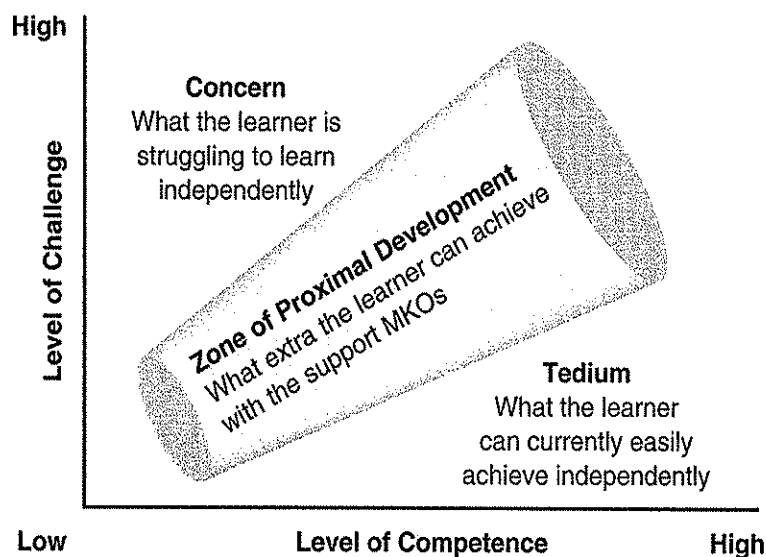 High
Concern
What the learner is
struggling to learn
independently
Level of Challenge
Zone of Proximal Development
What extra the learner can achieve
with the support MKOs
Tedium
What the learner
can currently easily
achieve independently
Low
Level of Competence
High